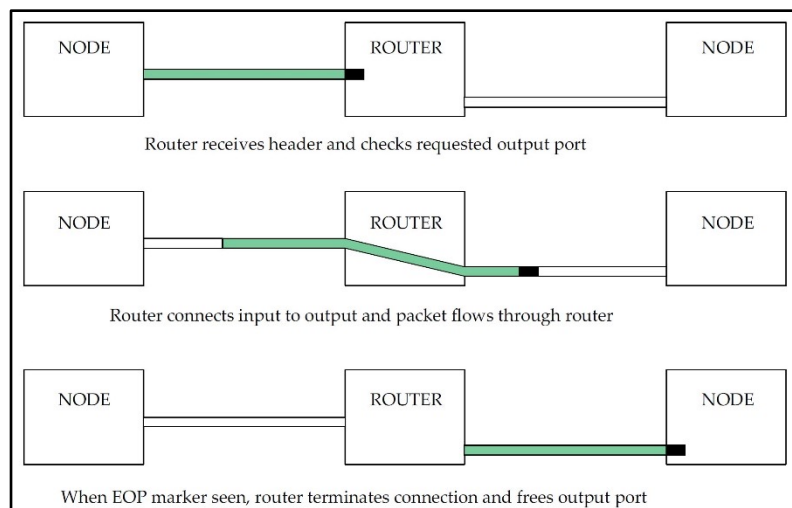 NODE ROUTER NODE
Router receives header and checks requested output port
NODE ROUTER NODE
Router connects input to output and packet flows through router
NODE ROUTER NODE
When EOP marker seen, router terminates connection and frees output port